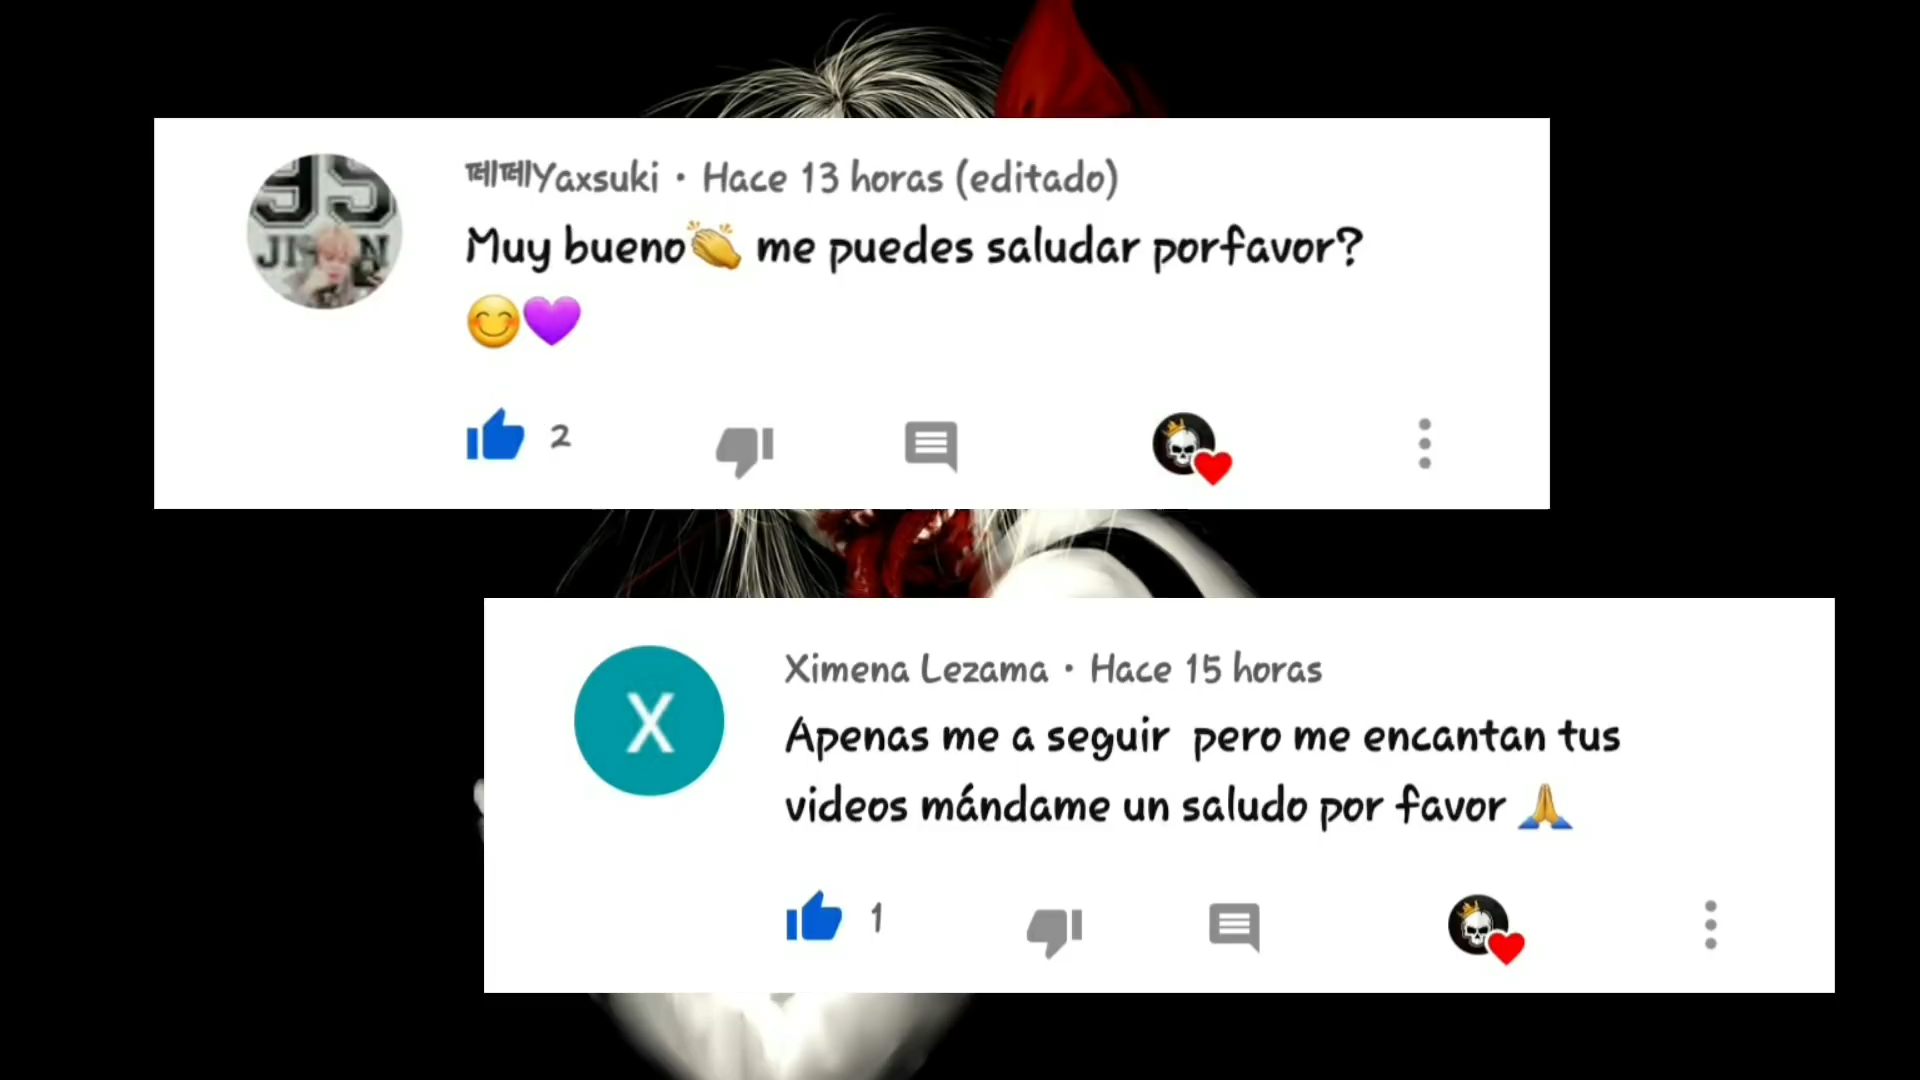 떼떼Yaxsuki · Hace 13 horas (editado)
Muy bueno👏 me puedes saludar porfavor?
😊💜
2
Ximena Lezama · Hace 15 horas
Apenas me a seguir pero me encantan tus
videos mándame un saludo por favor 🙏
1
X
95